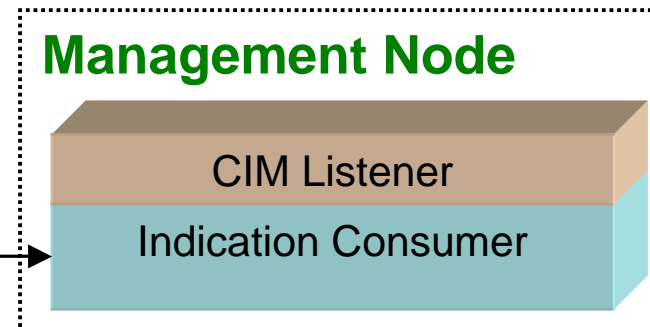 Management Node
CIM Listener
Indication Consumer